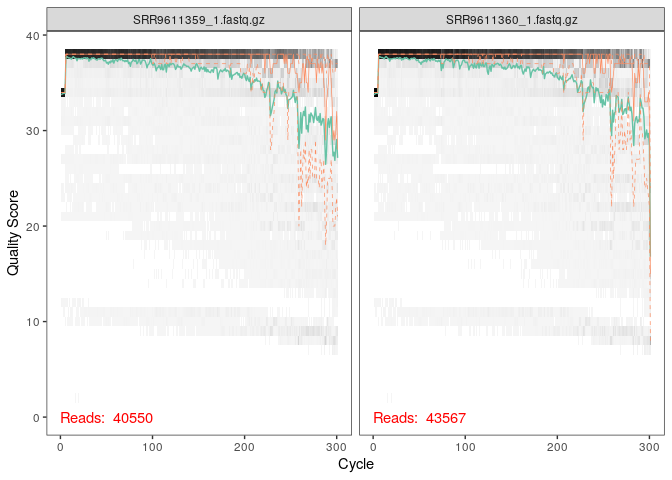 SRR9611359_1.fastq.gz SRR9611360_1.fastq.gz
40
30
20
10
0
Quality Score
Reads: 40550 Reads: 43567
0 100 200 300 0 100 200 300
Cycle